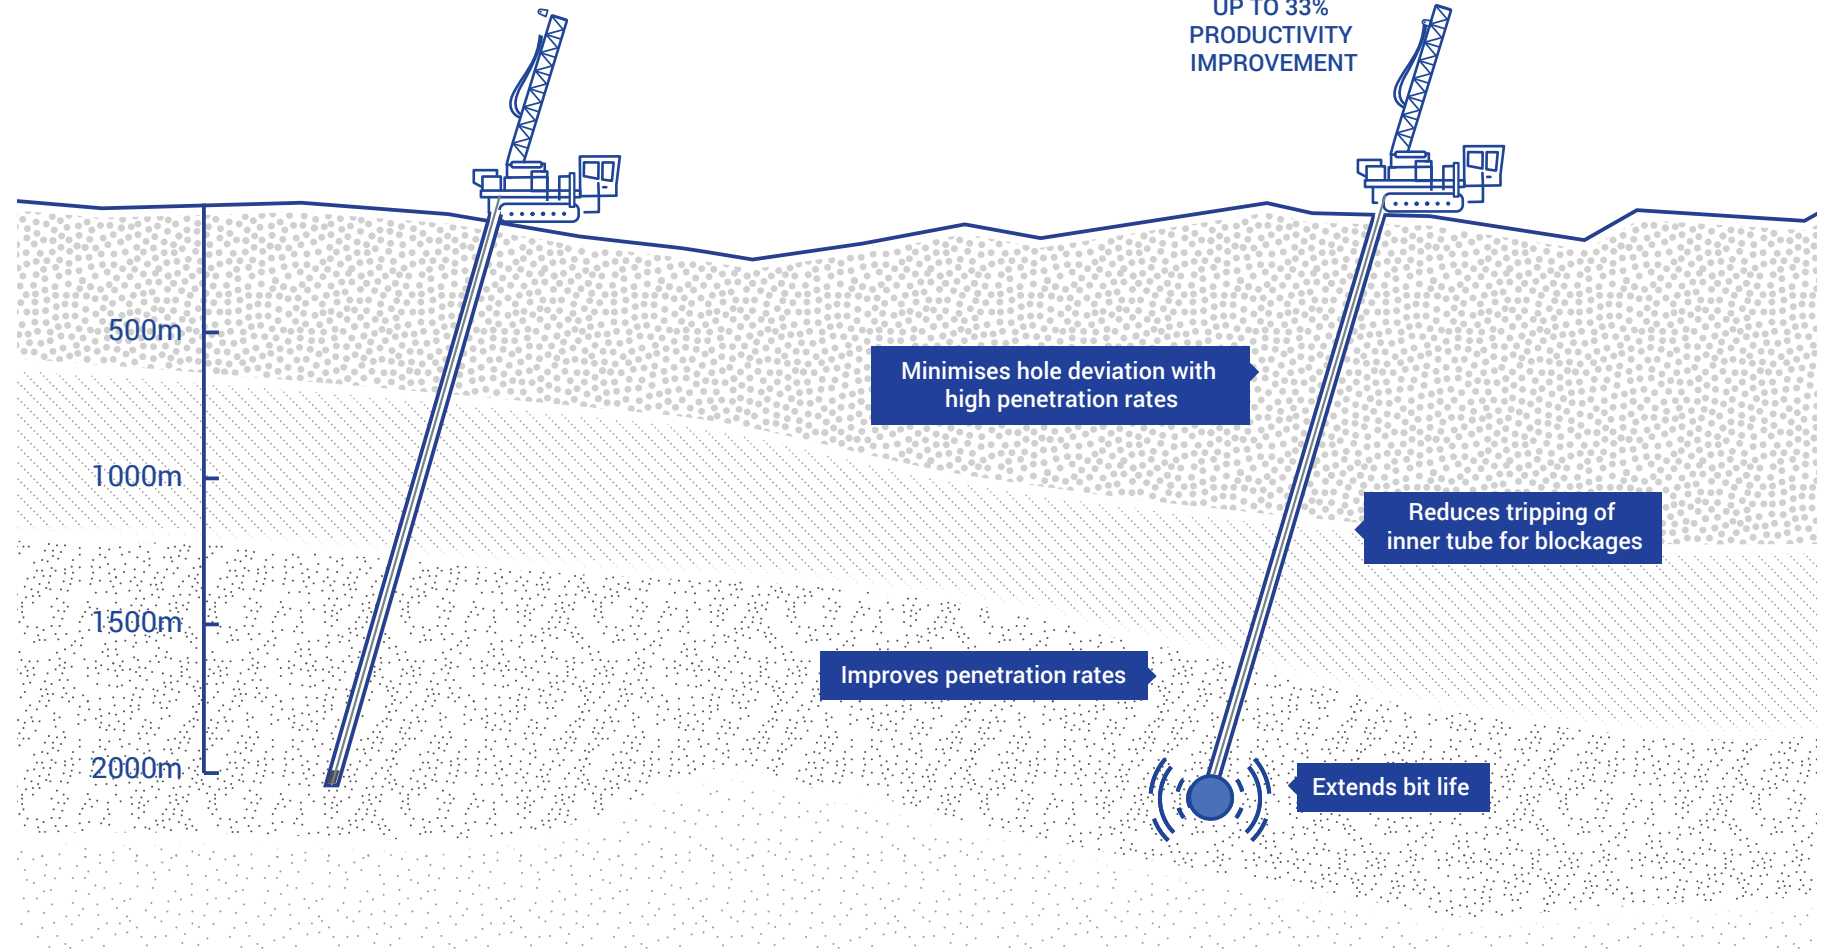 UP TO 33%
PRODUCTIVITY
IMPROVEMENT
500m
Minimises hole deviation with
high penetration rates
1000m
Reduces tripping of
inner tube for blockages
1500m
Improves penetration rates
2000m
Extends bit life